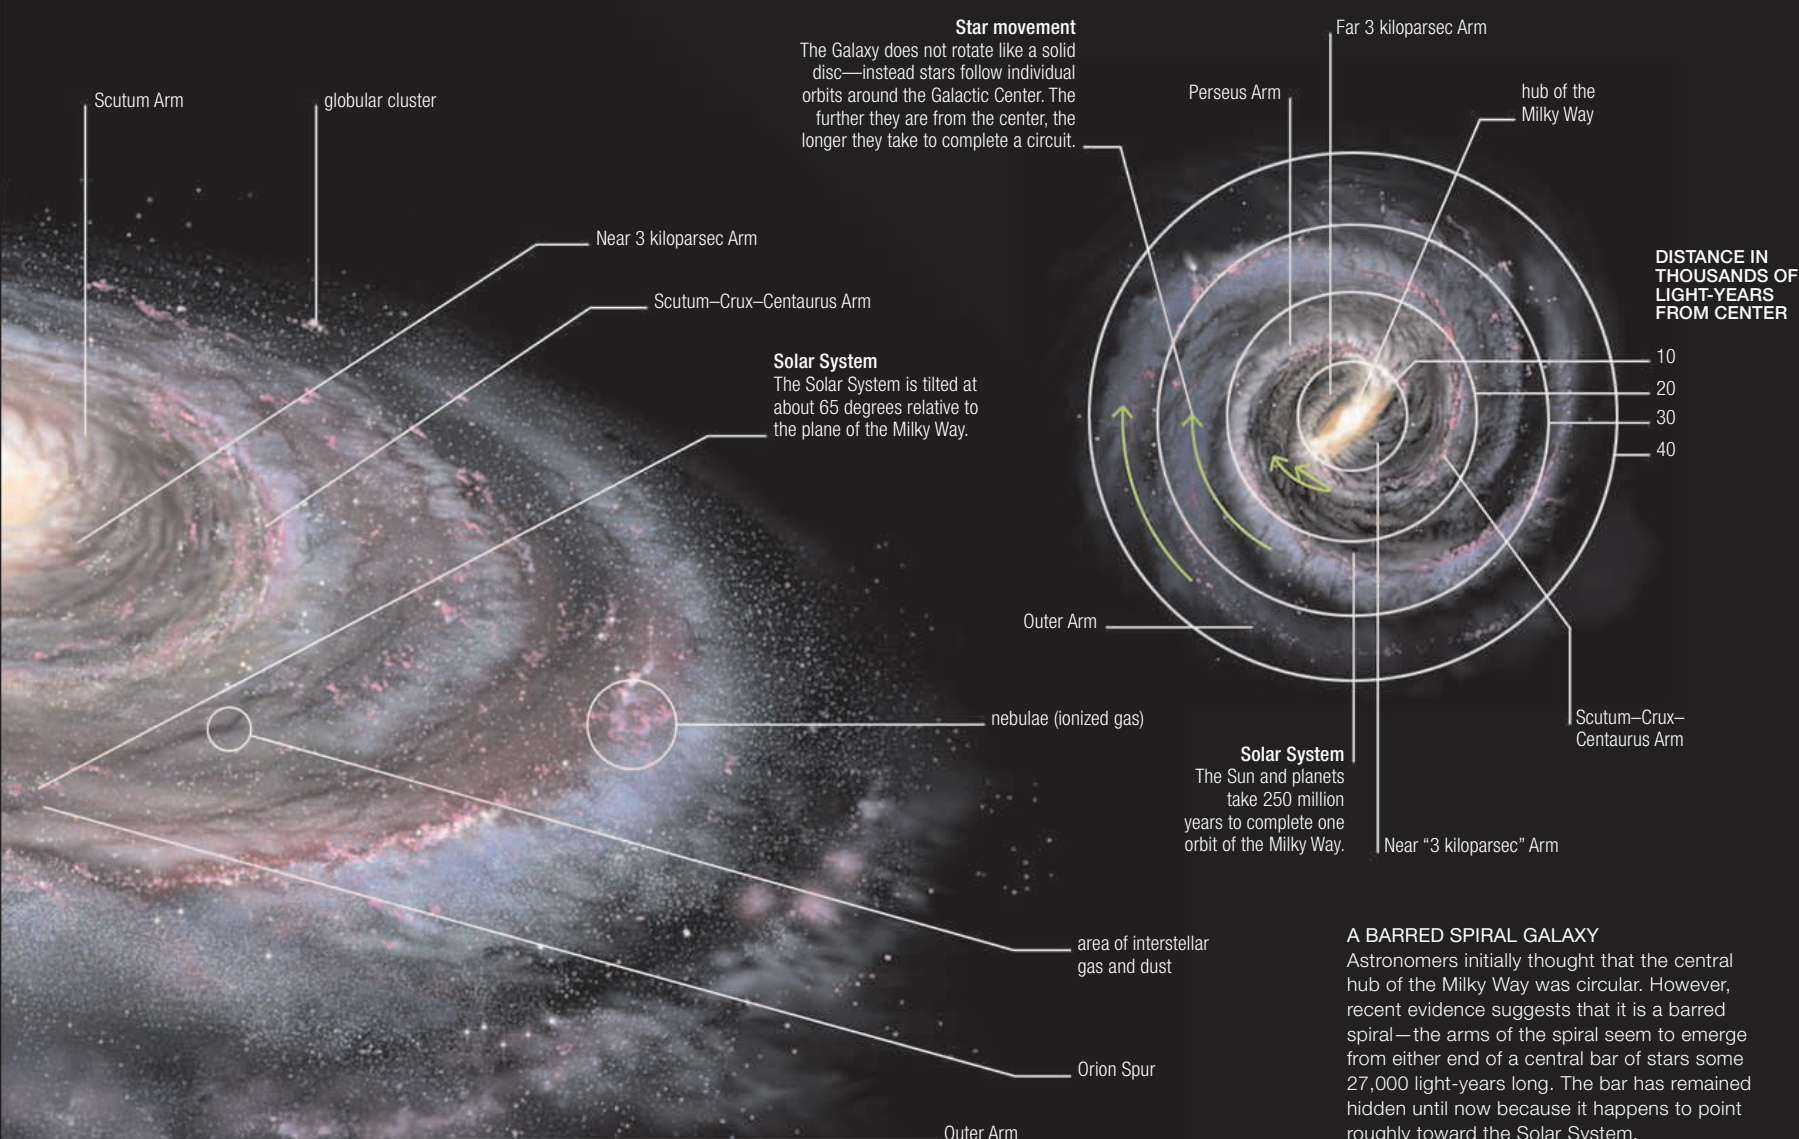 Star movement
The Galaxy does not rotate like a solid
disc—instead stars follow individual
orbits around the Galactic Center. The
further they are from the center, the
longer they take to complete a circuit.
Far 3 kiloparsec Arm
Perseus Arm
hub of the
Milky Way
Scutum Arm
globular cluster
Near 3 kiloparsec Arm
Scutum–Crux–Centaurus Arm
Solar System
The Solar System is tilted at
about 65 degrees relative to
the plane of the Milky Way.
DISTANCE IN
THOUSANDS OF
LIGHT-YEARS
FROM CENTER
10
20
30
40
Outer Arm
nebulae (ionized gas)
Scutum–Crux–
Centaurus Arm
Solar System
The Sun and planets
take 250 million
years to complete one
orbit of the Milky Way.
Near “3 kiloparsec” Arm
area of interstellar
gas and dust
Orion Spur
Outer Arm
A BARRED SPIRAL GALAXY
Astronomers initially thought that the central
hub of the Milky Way was circular. However,
recent evidence suggests that it is a barred
spiral—the arms of the spiral seem to emerge
from either end of a central bar of stars some
27,000 light-years long. The bar has remained
hidden until now because it happens to point
roughly toward the Solar System.